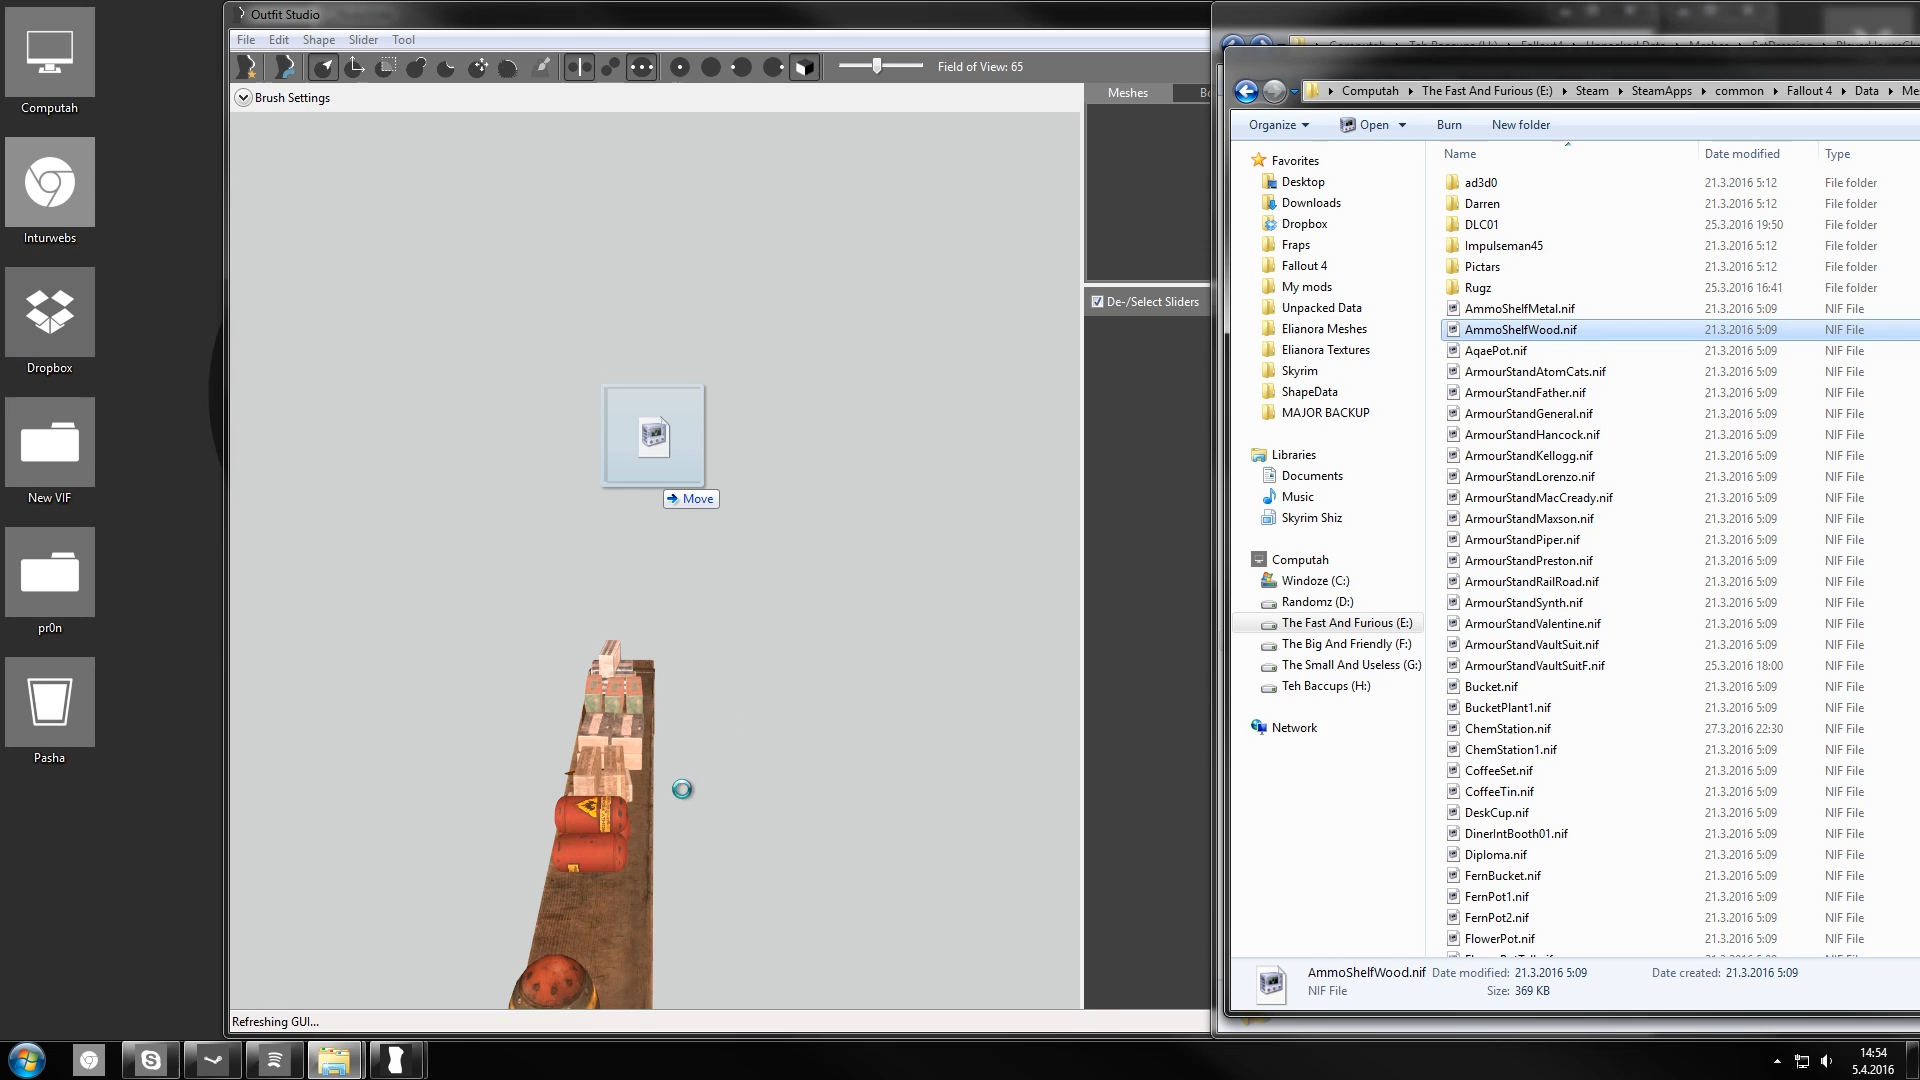 Computah
Inturwebs
Dropbox
New VIF
pr0n
Pasha
Outfit Studio
File Edit Shape Slider Tool
Field of View: 65
Brush Settings
Meshes
De-/Select Sliders
Move
Refreshing GUI...
Computah The Fast And Furious (E:) Steam SteamApps common Fallout 4 Data Me
Organize Open Burn New folder
Favorites
Desktop
Downloads
Dropbox
Fraps
Fallout 4
My mods
Unpacked Data
Elianora Meshes
Elianora Textures
Skyrim
ShapeData
MAJOR BACKUP
Libraries
Documents
Music
Skyrim Shiz
Computah
Windoze (C:)
Randomz (D:)
The Fast And Furious (E:)
The Big And Friendly (F:)
The Small And Useless (G:)
Teh Baccups (H:)
Network
Name Date modified Type
ad3d0 21.3.2016 5:12 File folder
Darren 21.3.2016 5:12 File folder
DLC01 25.3.2016 19:50 File folder
Impulseman45 21.3.2016 5:12 File folder
Pictars 21.3.2016 5:12 File folder
Rugz 25.3.2016 16:41 File folder
AmmoShelfMetal.nif 21.3.2016 5:09 NIF File
AmmoShelfWood.nif 21.3.2016 5:09 NIF File
AqaePot.nif 21.3.2016 5:09 NIF File
ArmourStandAtomCats.nif 21.3.2016 5:09 NIF File
ArmourStandFather.nif 21.3.2016 5:09 NIF File
ArmourStandGeneral.nif 21.3.2016 5:09 NIF File
ArmourStandHancock.nif 21.3.2016 5:09 NIF File
ArmourStandKellogg.nif 21.3.2016 5:09 NIF File
ArmourStandLorenzo.nif 21.3.2016 5:09 NIF File
ArmourStandMacCready.nif 21.3.2016 5:09 NIF File
ArmourStandMaxson.nif 21.3.2016 5:09 NIF File
ArmourStandPiper.nif 21.3.2016 5:09 NIF File
ArmourStandPreston.nif 21.3.2016 5:09 NIF File
ArmourStandRailRoad.nif 21.3.2016 5:09 NIF File
ArmourStandSynth.nif 21.3.2016 5:09 NIF File
ArmourStandValentine.nif 21.3.2016 5:09 NIF File
ArmourStandVaultSuit.nif 21.3.2016 5:09 NIF File
ArmourStandVaultSuitF.nif 25.3.2016 18:00 NIF File
Bucket.nif 21.3.2016 5:09 NIF File
BucketPlant1.nif 21.3.2016 5:09 NIF File
ChemStation.nif 27.3.2016 22:30 NIF File
ChemStation1.nif 21.3.2016 5:09 NIF File
CoffeeSet.nif 21.3.2016 5:09 NIF File
CoffeeTin.nif 21.3.2016 5:09 NIF File
DeskCup.nif 21.3.2016 5:09 NIF File
DinerIntBooth01.nif 21.3.2016 5:09 NIF File
Diploma.nif 21.3.2016 5:09 NIF File
FernBucket.nif 21.3.2016 5:09 NIF File
FernPot1.nif 21.3.2016 5:09 NIF File
FernPot2.nif 21.3.2016 5:09 NIF File
FlowerPot.nif 21.3.2016 5:09 NIF File
AmmoShelfWood.nif Date modified: 21.3.2016 5:09 Date created: 21.3.2016 5:09
NIF File Size: 369 KB
14:54
5.4.2016